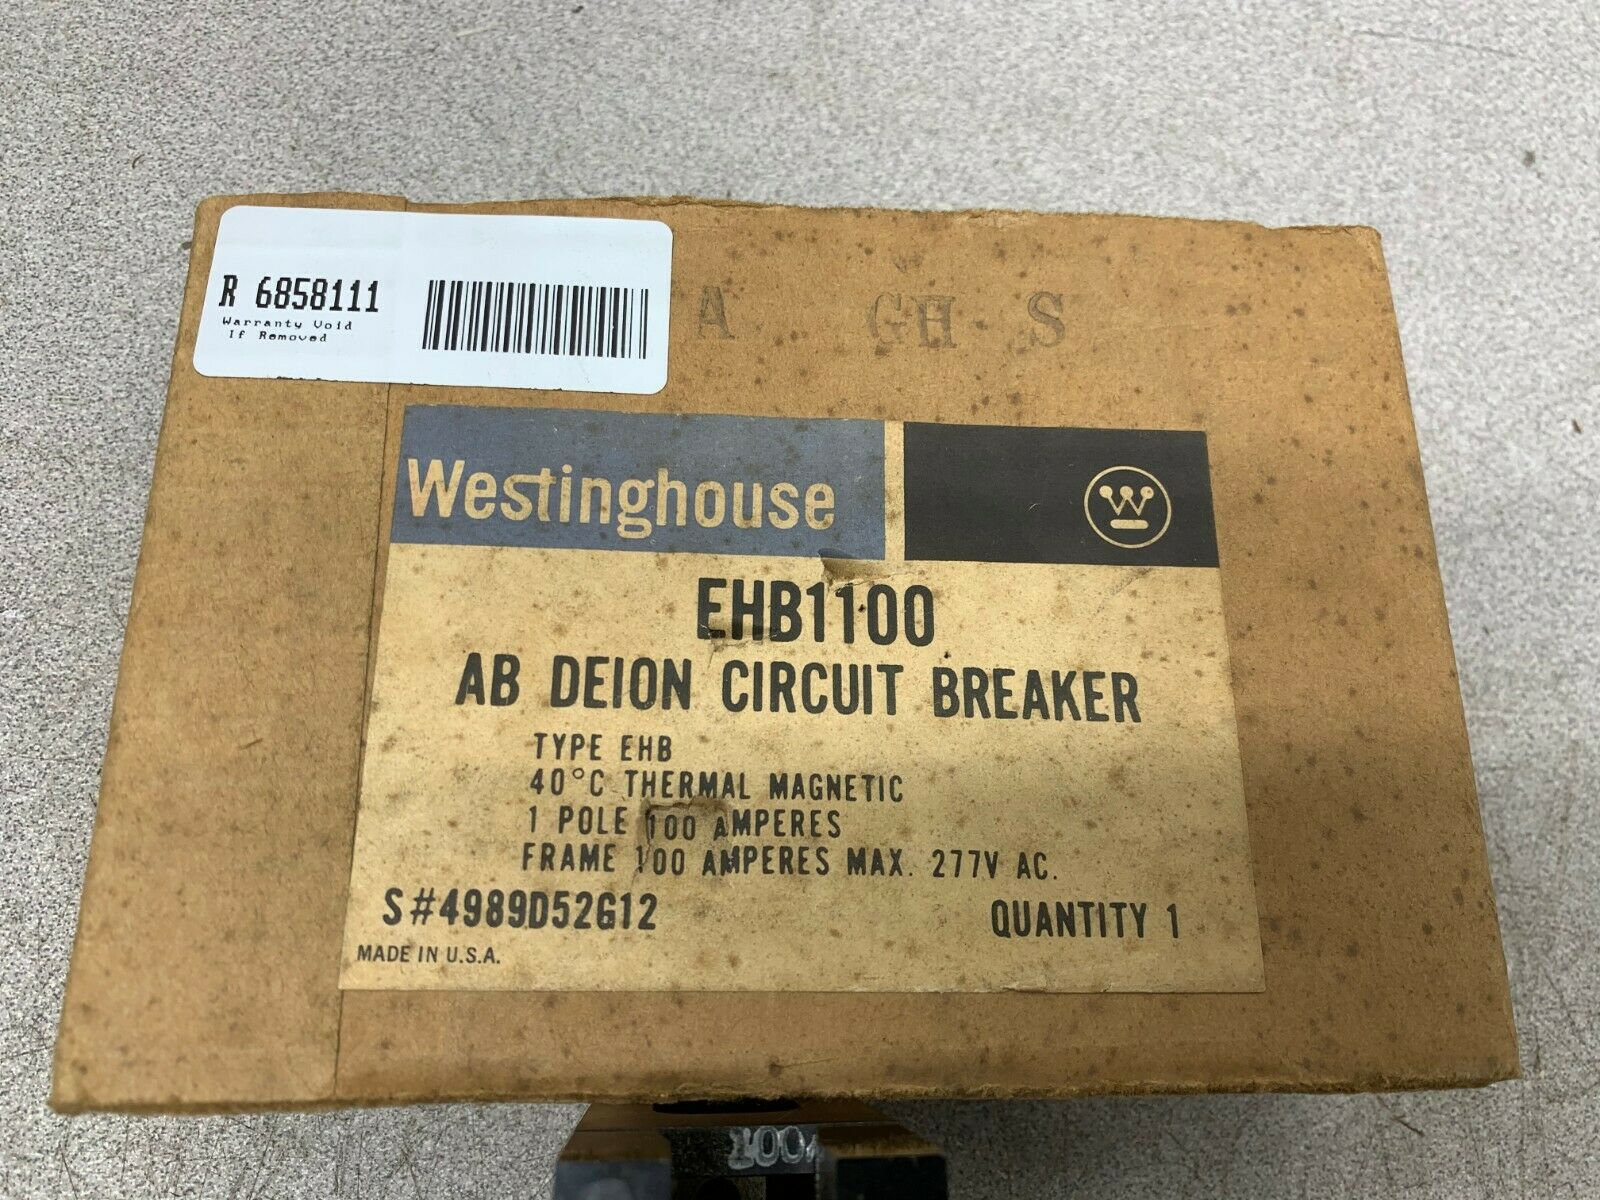 R 6858111
Warranty Void
If Removed
A GH S
Westinghouse
W
EHB1100
AB DEION CIRCUIT BREAKER
TYPE EHB
40°C THERMAL MAGNETIC
1 POLE 100 AMPERES
FRAME 100 AMPERES MAX. 277V AC.
S#4989D52G12
QUANTITY 1
MADE IN U.S.A.
100